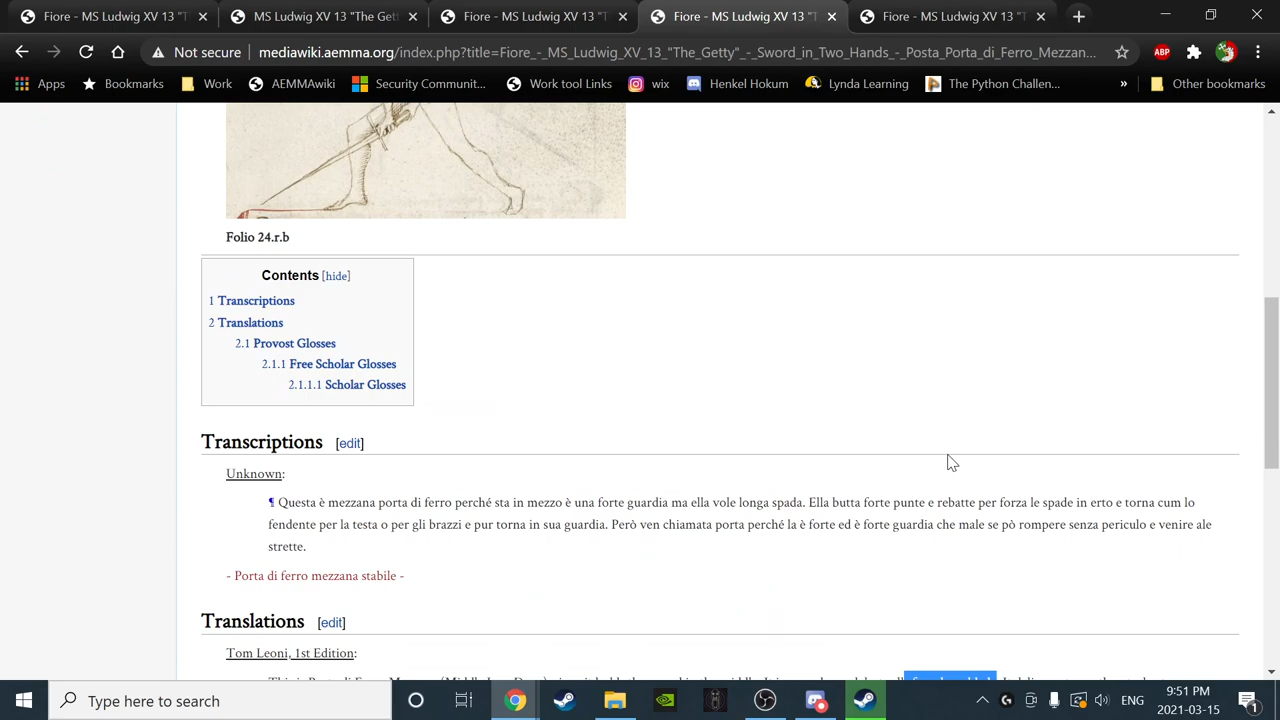 Fiore - MS Ludwig XV 13 "T
MS Ludwig XV 13 "The Gett
Fiore - MS Ludwig XV 13 "T
Fiore - MS Ludwig XV 13 "T
Fiore - MS Ludwig XV 13 "T
Not secure
mediawiki.aemma.org/index.php?title=Fiore_-_MS_Ludwig_XV_13_"The_Getty"_-_Sword_in_Two_Hands_-_Posta_Porta_di_Ferro_Mezzan...
ABP
Apps
Bookmarks
Work
AEMMAwiki
Security Communit...
Work tool Links
wix
Henkel Hokum
Lynda Learning
The Python Challen...
»
Other bookmarks
Folio 24.r.b
Contents [hide]
1 Transcriptions
2 Translations
2.1 Provost Glosses
2.1.1 Free Scholar Glosses
2.1.1.1 Scholar Glosses
Transcriptions [edit]
Unknown:
¶ Questa è mezzana porta di ferro perché sta in mezzo è una forte guardia ma ella vole longa spada. Ella butta forte punte e rebatte per forza le spade in erto e torna cum lo
fendente per la testa o per gli brazzi e pur torna in sua guardia. Però ven chiamata porta perché la è forte ed è forte guardia che male se pò rompere senza periculo e venire ale
strette.
- Porta di ferro mezzana stabile -
Translations [edit]
Tom Leoni, 1st Edition:
Type here to search
ENG
9:51 PM
2021-03-15
1